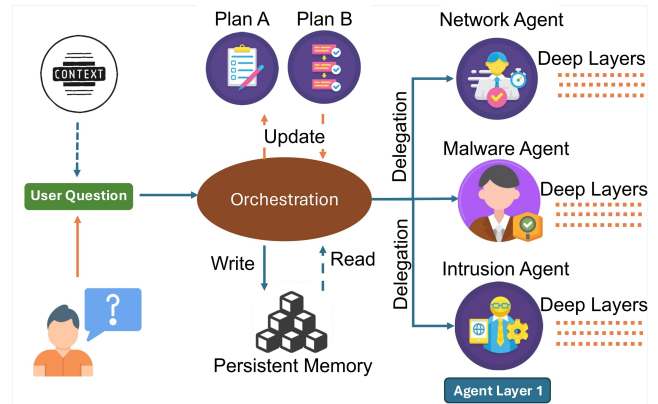 Plan A
Plan B
Network Agent
CONTEXT
Deep Layers
Update
Delegation
Malware Agent
User Question
Orchestration
Deep Layers
Write
Read
Delegation
Intrusion Agent
?
Deep Layers
Persistent Memory
Agent Layer 1